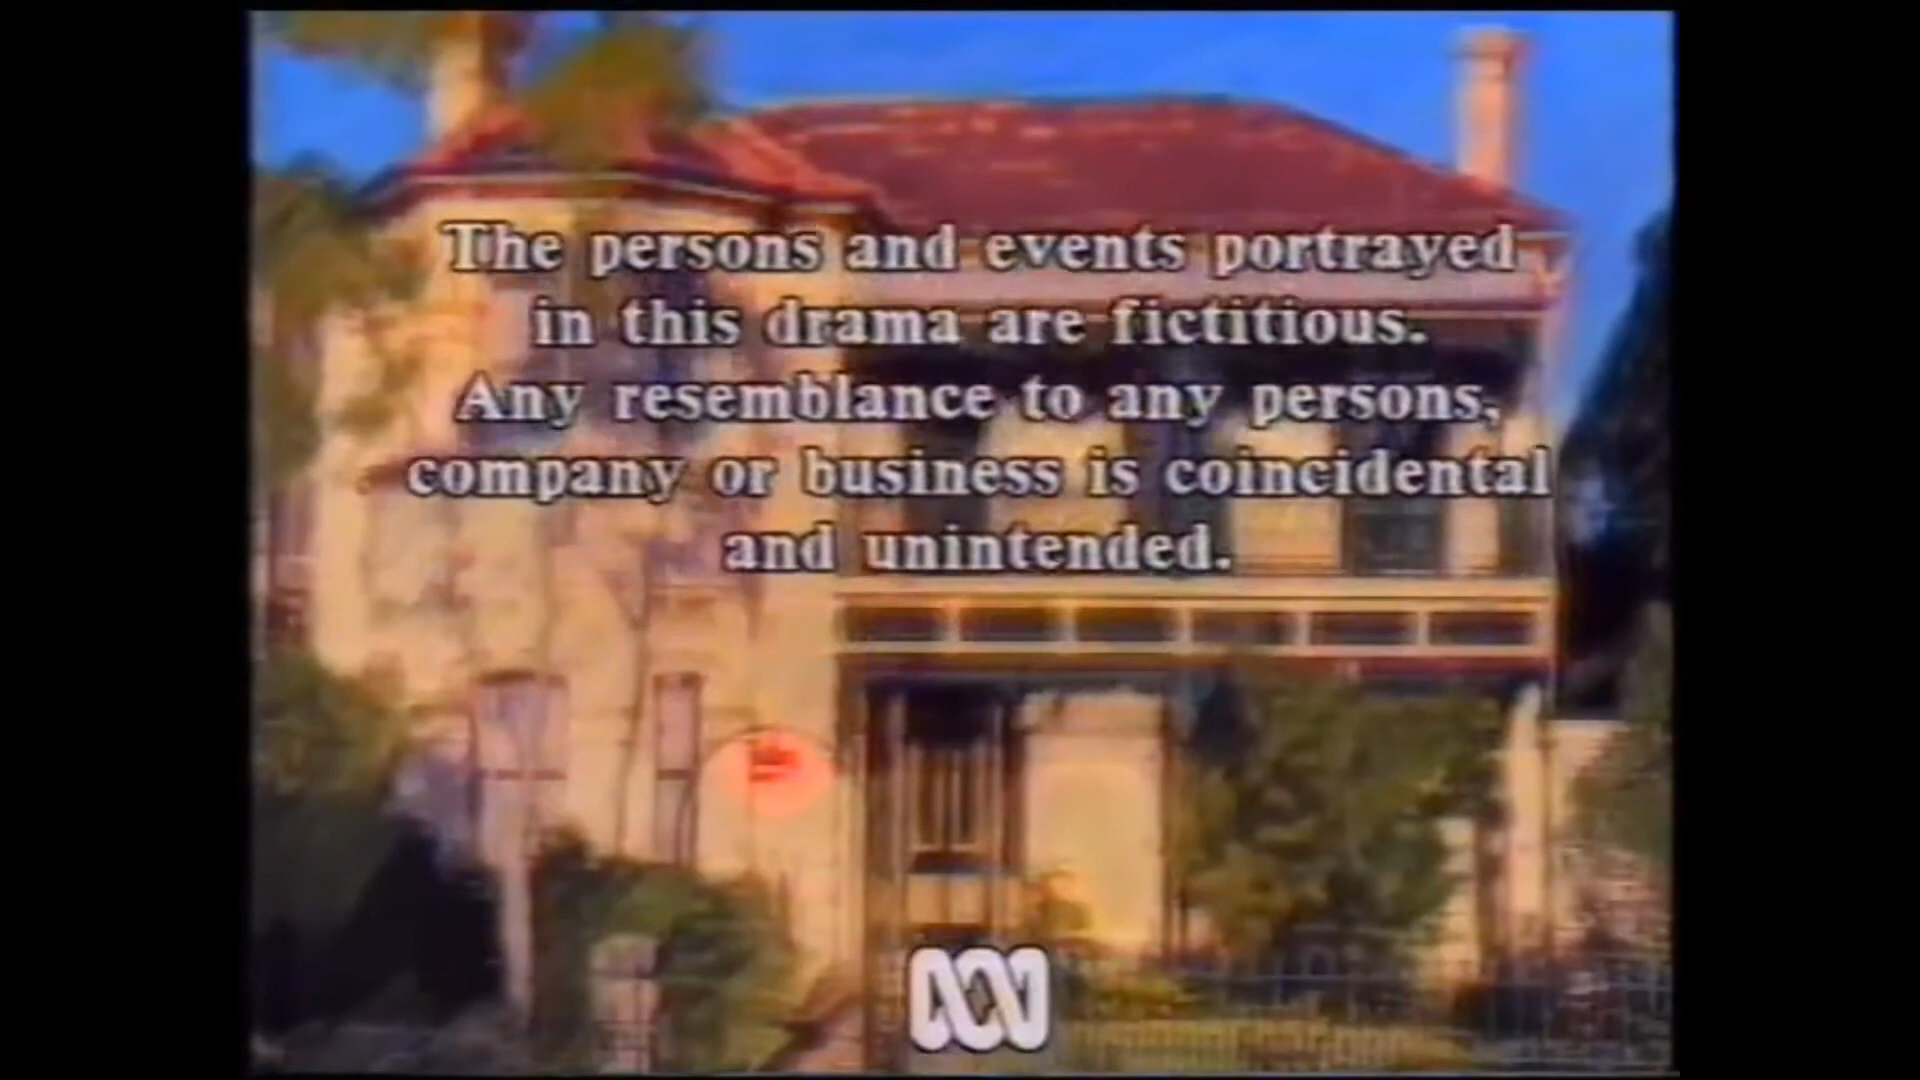 The persons and events portrayed
in this drama are fictitious.
Any resemblance to any persons,
company or business is coincidental
and unintended.